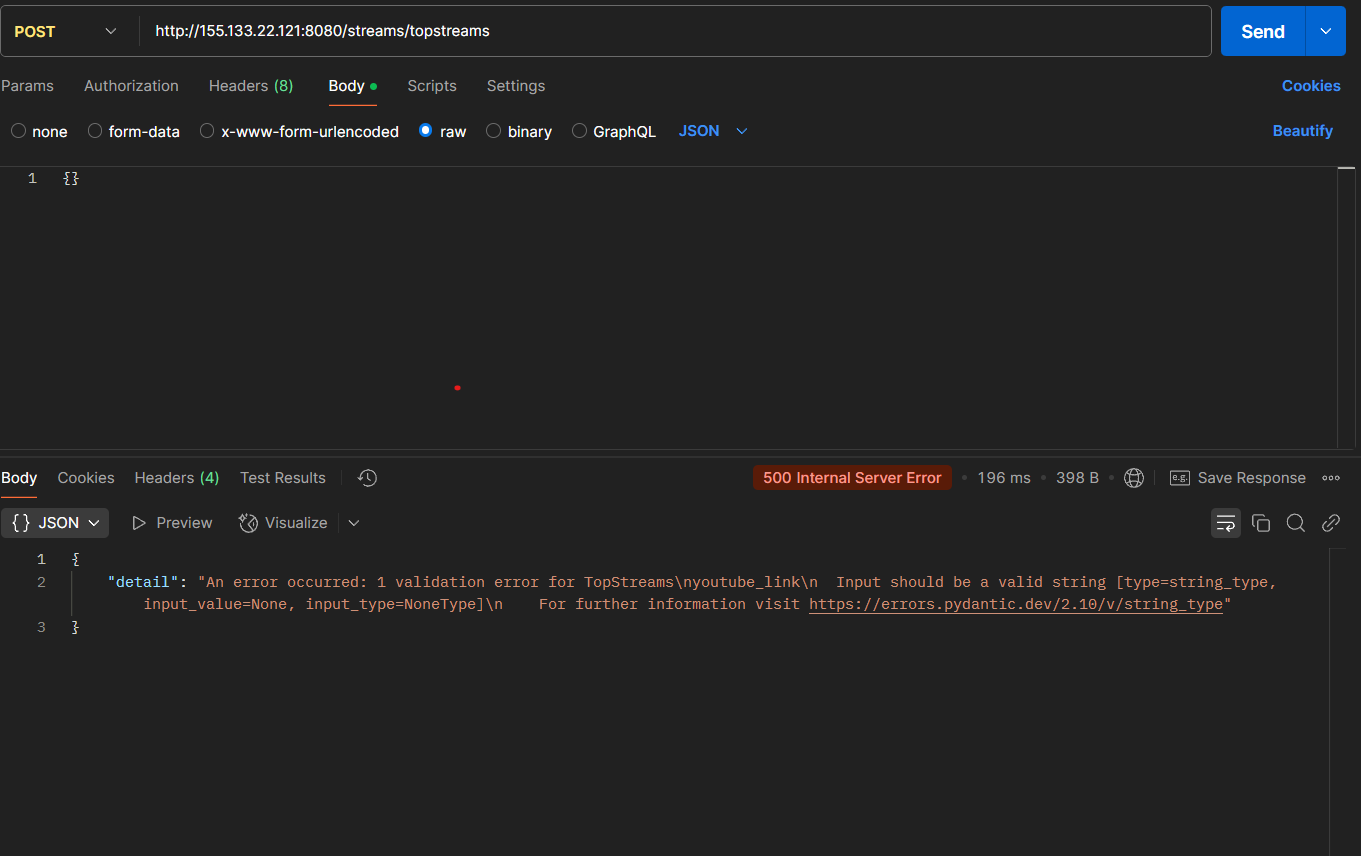 POST http://155.133.22.121:8080/streams/topstreams Send
Params Authorization Headers (8) Body Scripts Settings Cookies
none form-data x-www-form-urlencoded raw binary GraphQL JSON Beautify
1 {}
Body Cookies Headers (4) Test Results 500 Internal Server Error 196 ms 398 B e.g. Save Response
{} JSON Preview Visualize
1 {
2 "detail": "An error occurred: 1 validation error for TopStreams\nyoutube_link\n  Input should be a valid string [type=string_type,
input_value=None, input_type=NoneType]\n    For further information visit https://errors.pydantic.dev/2.10/v/string_type"
3 }